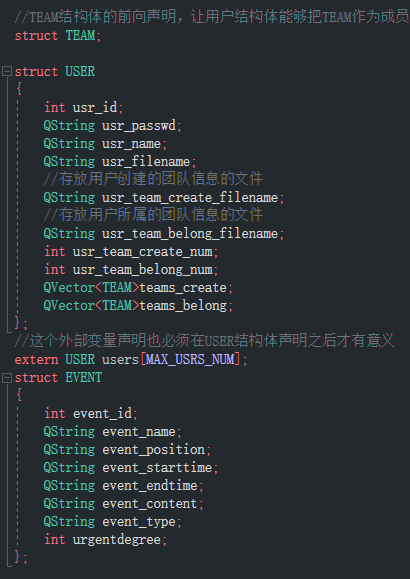 //TEAM结构体的前向声明，让用户结构体能够把TEAM作为成员
struct TEAM;
struct USER
{
int usr_id;
QString usr_passwd;
QString usr_name;
QString usr_filename;
//存放用户创建的团队信息的文件
QString usr_team_create_filename;
//存放用户所属的团队信息的文件
QString usr_team_belong_filename;
int usr_team_create_num;
int usr_team_belong_num;
QVector<TEAM>teams_create;
QVector<TEAM>teams_belong;
};
//这个外部变量声明也必须在USER结构体声明之后才有意义
extern USER users[MAX_USRS_NUM];
struct EVENT
{
int event_id;
QString event_name;
QString event_position;
QString event_starttime;
QString event_endtime;
QString event_content;
QString event_type;
int urgentdegree;
};